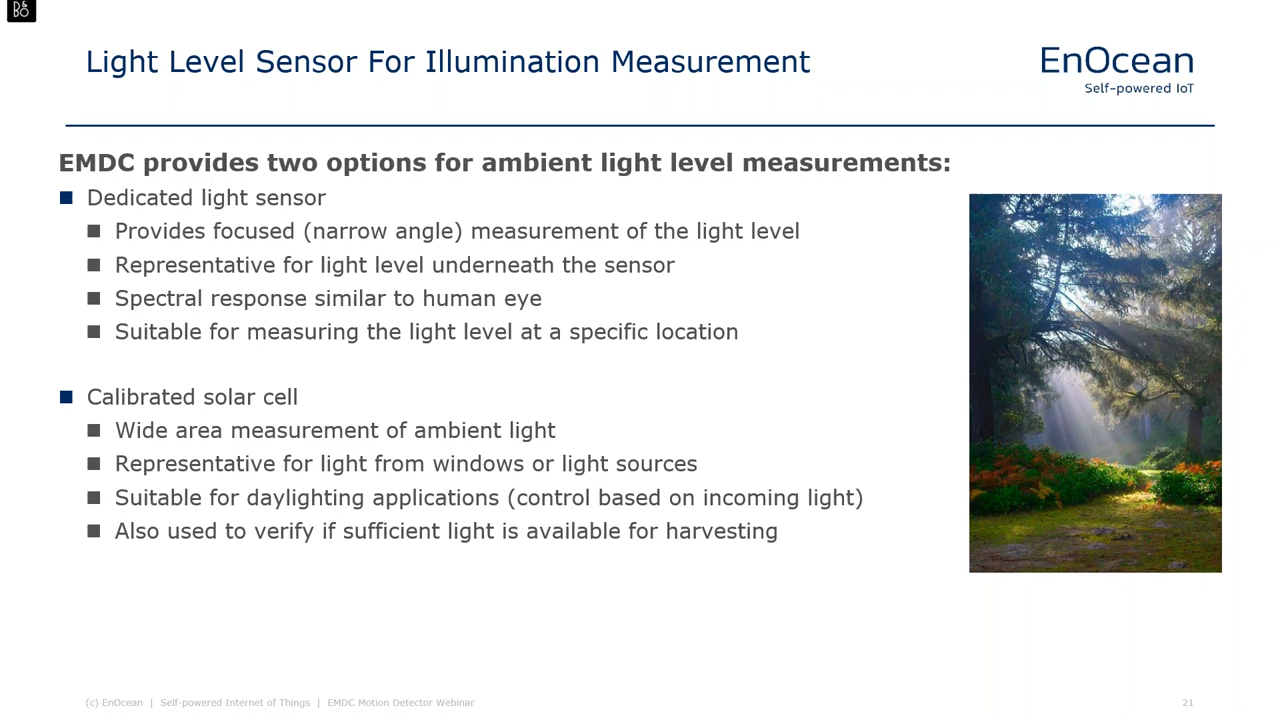 B&
BO
Light Level Sensor For Illumination Measurement
EnOcean
Self-powered IoT
EMDC provides two options for ambient light level measurements:
Dedicated light sensor
Provides focused (narrow angle) measurement of the light level
Representative for light level underneath the sensor
Spectral response similar to human eye
Suitable for measuring the light level at a specific location
Calibrated solar cell
Wide area measurement of ambient light
Representative for light from windows or light sources
Suitable for daylighting applications (control based on incoming light)
Also used to verify if sufficient light is available for harvesting
(c) EnOcean | Self-powered Internet of Things | EMDC Motion Detector Webinar
21